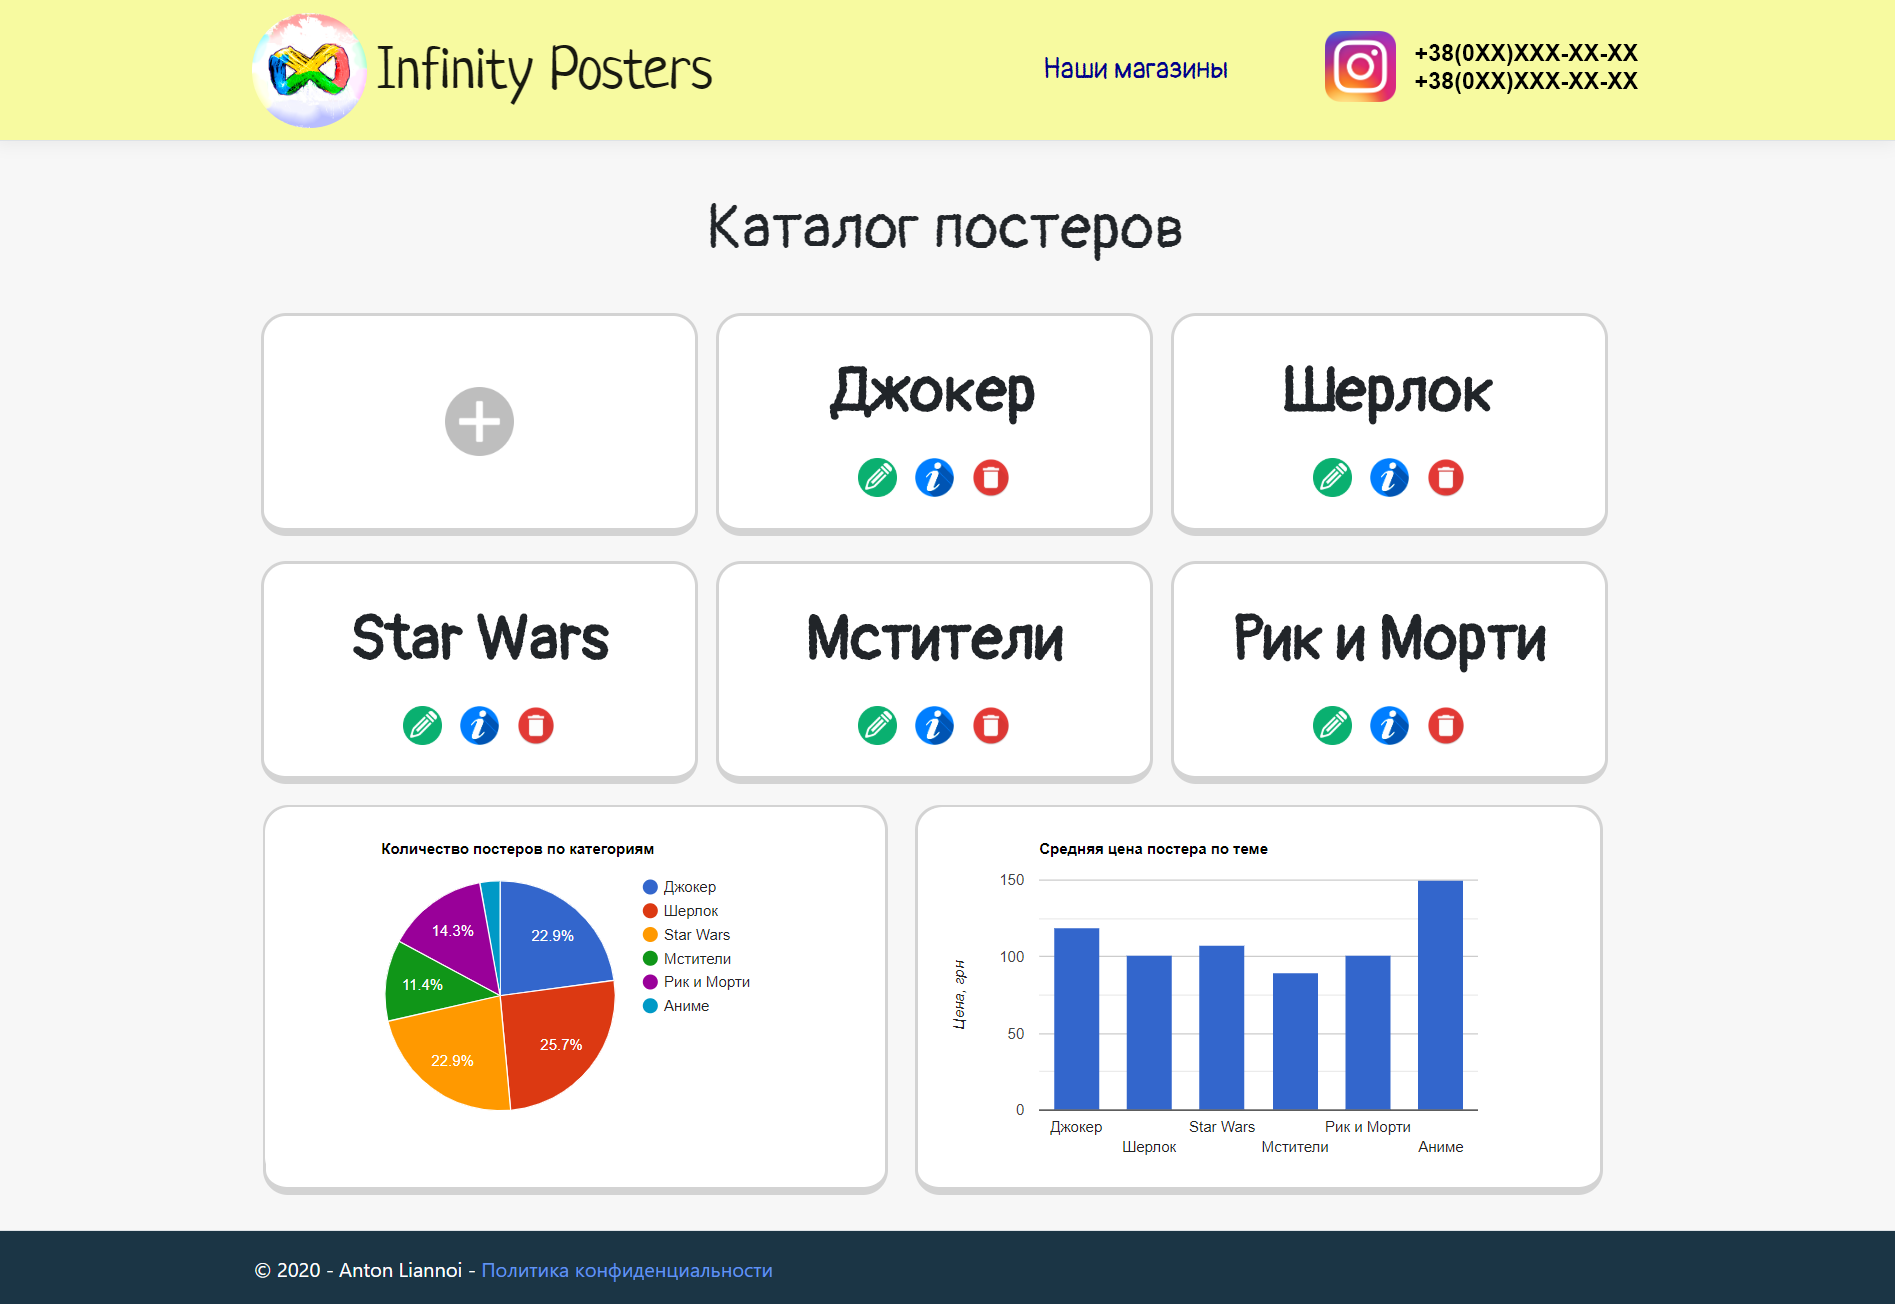 Infinity Posters
Наши магазины
+38(0XX)XXX-XX-XX
+38(0XX)XXX-XX-XX
Каталог постеров
Джокер
Шерлок
Star Wars
Мстители
Рик и Морти
Количество постеров по категориям
Джокер
Шерлок
Star Wars
Мстители
Рик и Морти
Аниме
22.9%
25.7%
22.9%
11.4%
14.3%
Средняя цена постера по теме
Цена, грн
150
100
50
0
Джокер
Шерлок
Star Wars
Мстители
Рик и Морти
Аниме
© 2020 - Anton Liannoi - Политика конфиденциальности